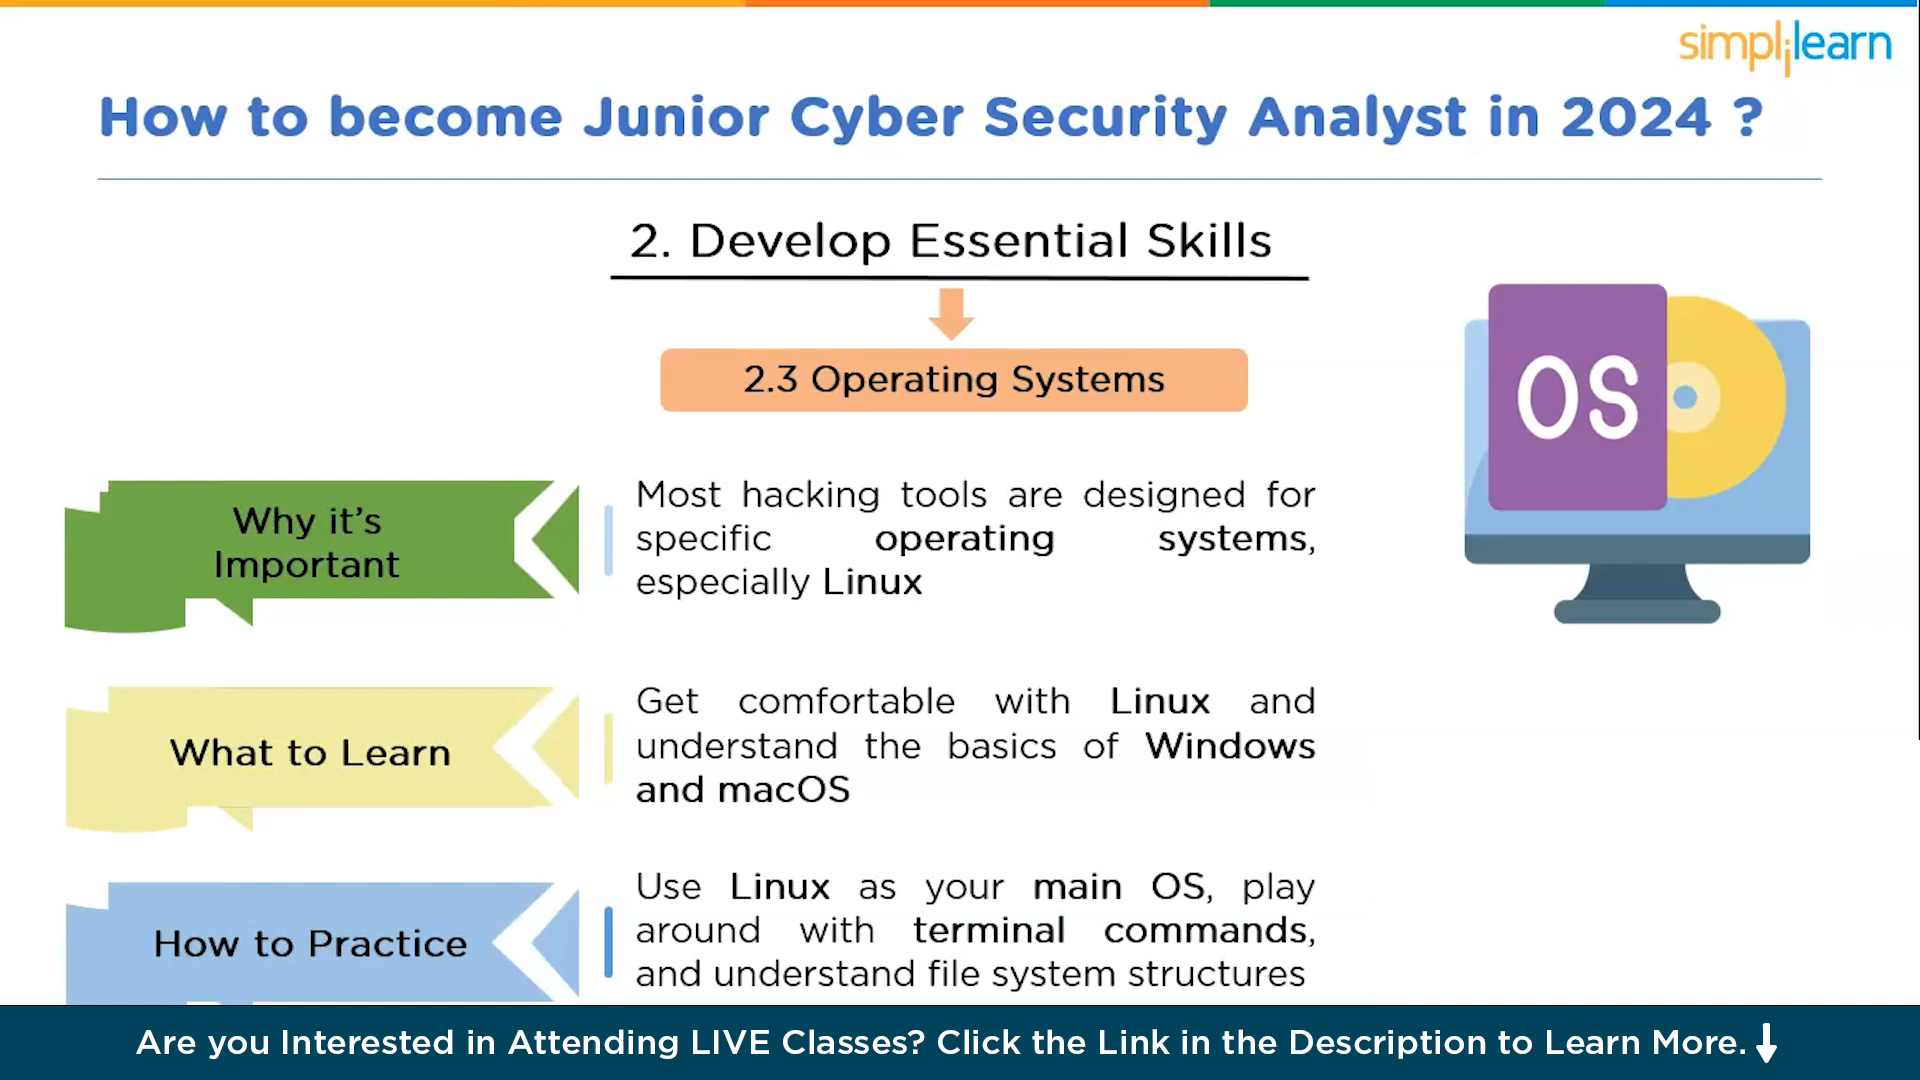 simplilearn
How to become Junior Cyber Security Analyst in 2024 ?
2. Develop Essential Skills
2.3 Operating Systems
OS
Why it's
Important
Most hacking tools are designed for
specific operating systems,
especially Linux
What to Learn
Get comfortable with Linux and
understand the basics of Windows
and macOS
How to Practice
Use Linux as your main OS, play
around with terminal commands,
and understand file system structures
Are you Interested in Attending LIVE Classes? Click the Link in the Description to Learn More.